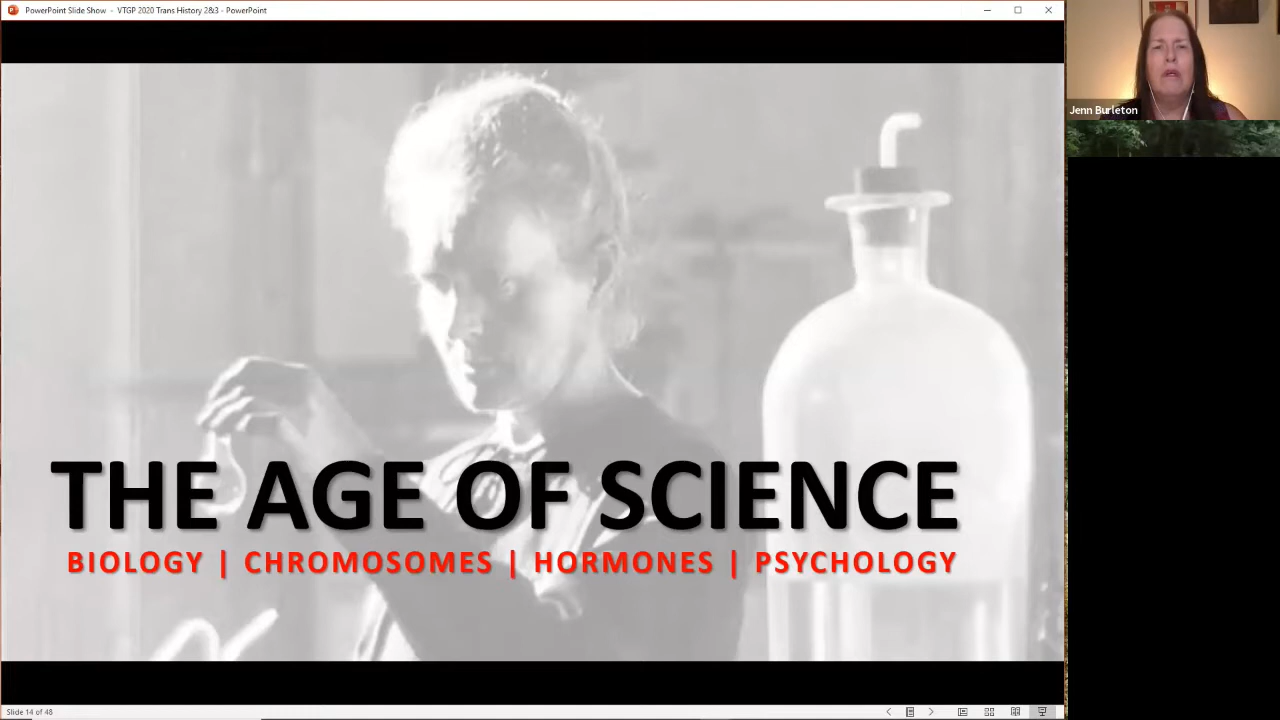 PowerPoint Slide Show - VTGP 2020 Trans History 2&3 - PowerPoint
Jenn Burleton
THE AGE OF SCIENCE
BIOLOGY | CHROMOSOMES | HORMONES | PSYCHOLOGY
Slide 14 of 48